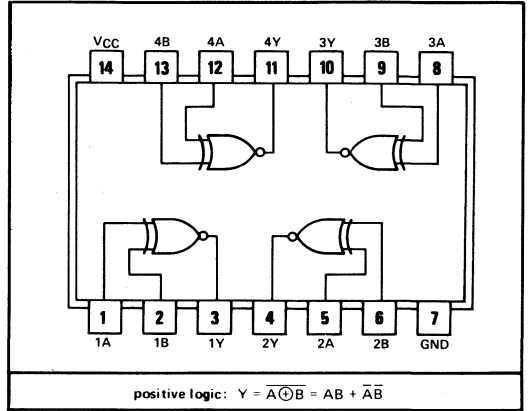 VCC 4B 4A 4Y 3Y 3B 3A
14 13 12 11 10 9 8
1 2 3 4 5 6 7
1A 1B 1Y 2Y 2A 2B GND
positive logic: Y = A̅ ̅⊕̅ ̅B̅ = AB + A̅B̅